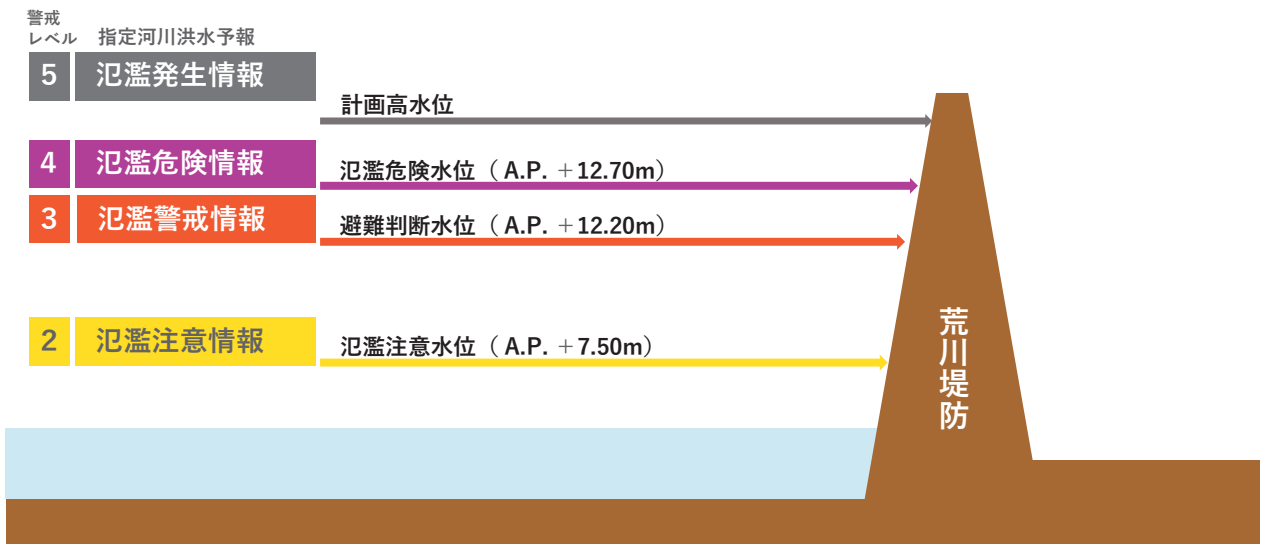 警戒
レベル 指定河川洪水予報
5 氾濫発生情報
計画高水位
4 氾濫危険情報
氾濫危険水位（ A.P. ＋12.70m）
3 氾濫警戒情報
避難判断水位（ A.P. ＋12.20m）
2 氾濫注意情報
氾濫注意水位（ A.P. ＋7.50m）
荒川堤防